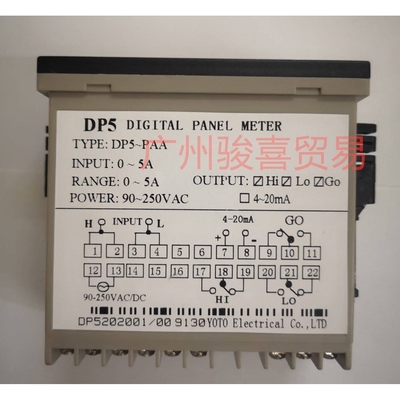 DP5 DIGITAL PANEL METER
TYPE: DP5~PAA
INPUT: 0~5A
RANGE: 0~5A OUTPUT: ☑Hi ☑Lo ☑Go
POWER: 90~250VAC ☐4~20mA
广州骏喜贸易
H INPUT L 4~20mA GO
+ -
1 2 3 4 5 6 7 8 9 10 11
12 13 14 15 16 17 18 19 20 21 22
90-250VAC/DC HI LO
DP5202001/00 9130 YOTO Electrical Co.,LTD